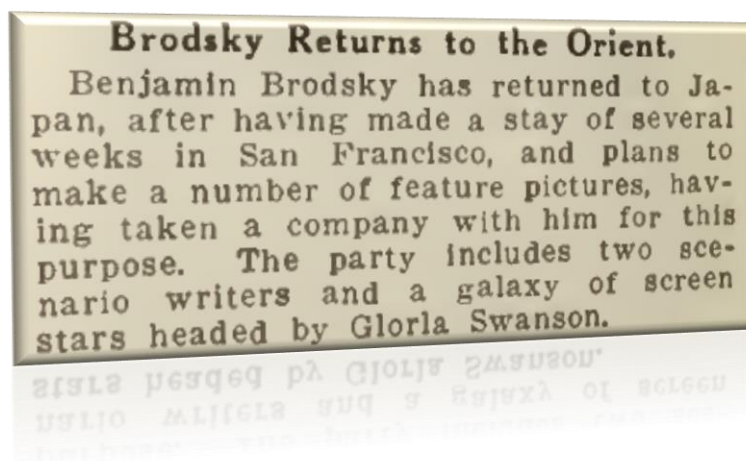 Brodsky Returns to the Orient.
Benjamin Brodsky has returned to Ja-
pan, after having made a stay of several
weeks in San Francisco, and plans to
make a number of feature pictures, hav-
ing taken a company with him for this
purpose. The party includes two sce-
nario writers and a galaxy of screen
stars headed by Gloria Swanson.